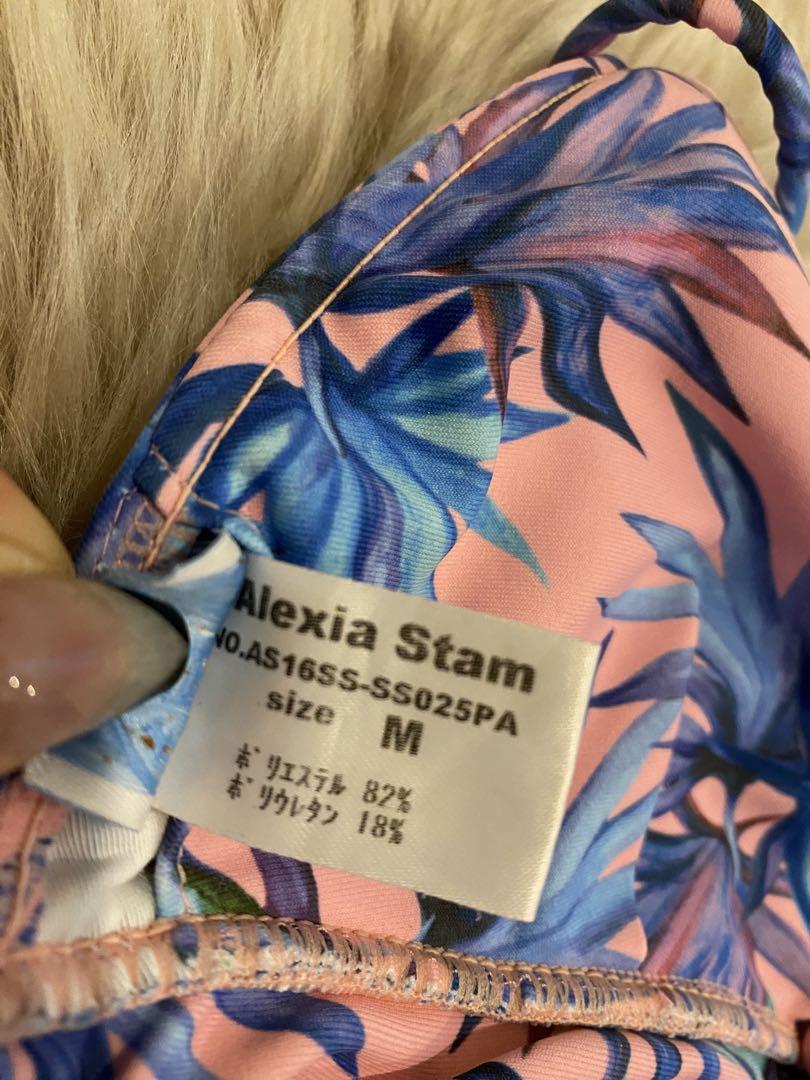 Alexia Stam
NO.AS16SS-SS025PA
size M
ポリエステル 82%
ポリウレタン 18%